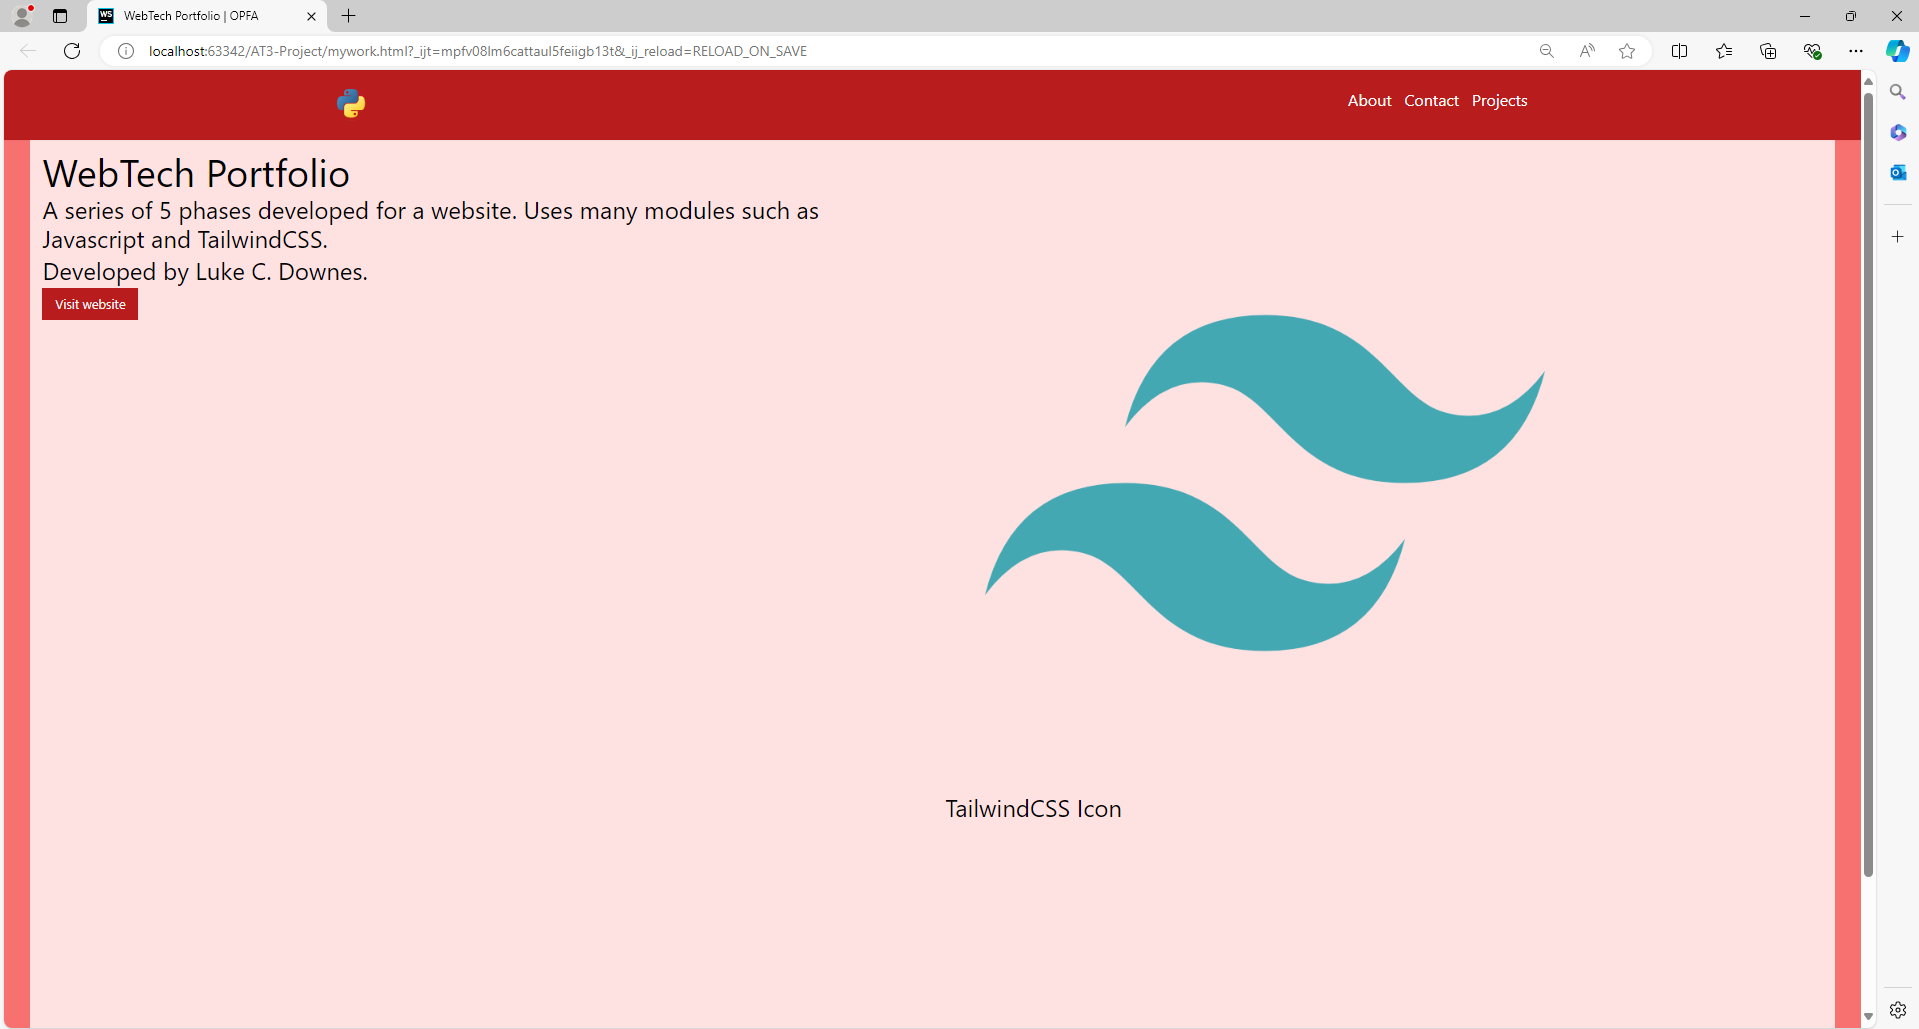 WS
WebTech Portfolio | OPFA
localhost:63342/AT3-Project/mywork.html?_ijt=mpfv08lm6cattaul5feiigb13t&_ij_reload=RELOAD_ON_SAVE
About Contact Projects
WebTech Portfolio
A series of 5 phases developed for a website. Uses many modules such as
Javascript and TailwindCSS.
Developed by Luke C. Downes.
Visit website
TailwindCSS Icon